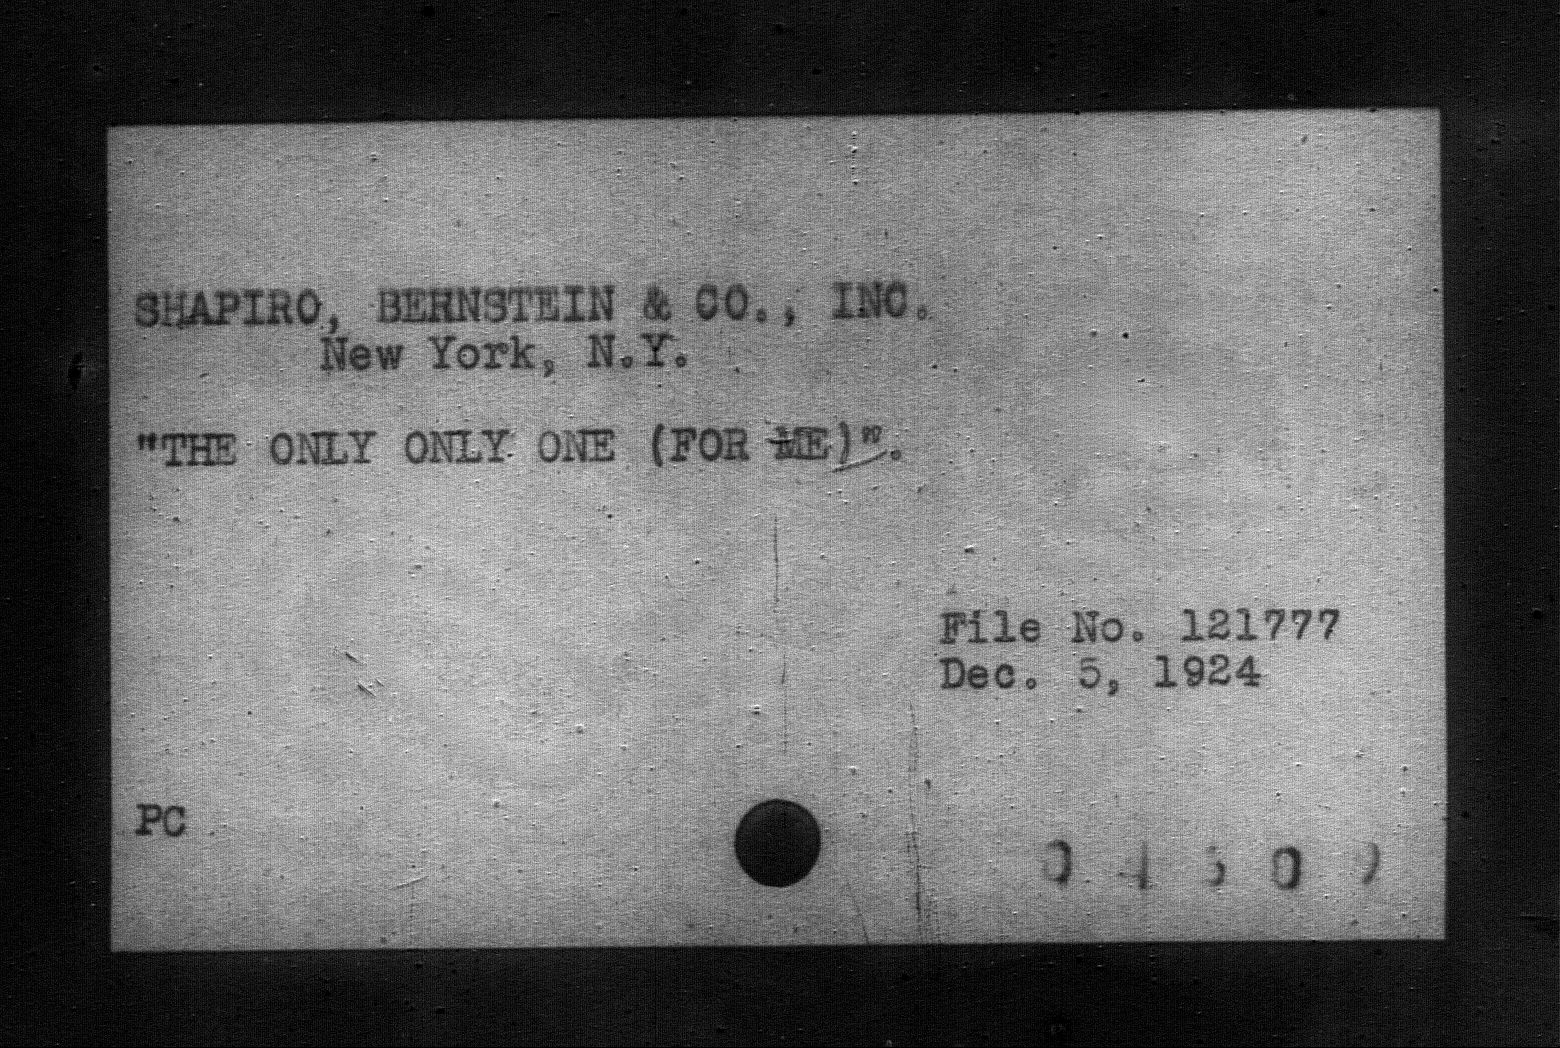 SHAPIRO, BERNSTEIN & CO., INC.
New York, N.Y.
"THE ONLY ONLY ONE (FOR ME)".
File No. 121777
Dec. 5, 1924
PC